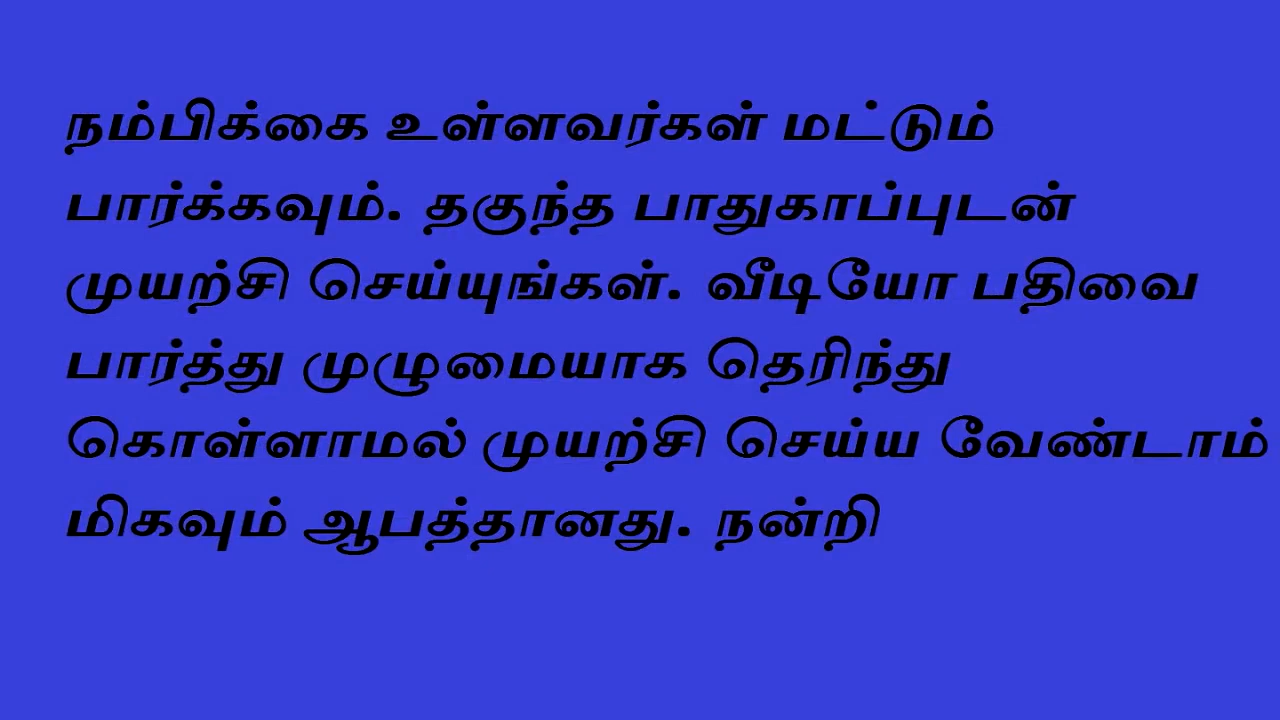 நம்பிக்கை உள்ளவர்கள் மட்டும்
பார்க்கவும். தகுந்த பாதுகாப்புடன்
முயற்சி செய்யுங்கள். வீடியோ பதிவை
பார்த்து முழுமையாக தெரிந்து
கொள்ளாமல் முயற்சி செய்ய வேண்டாம்
மிகவும் ஆபத்தானது. நன்றி